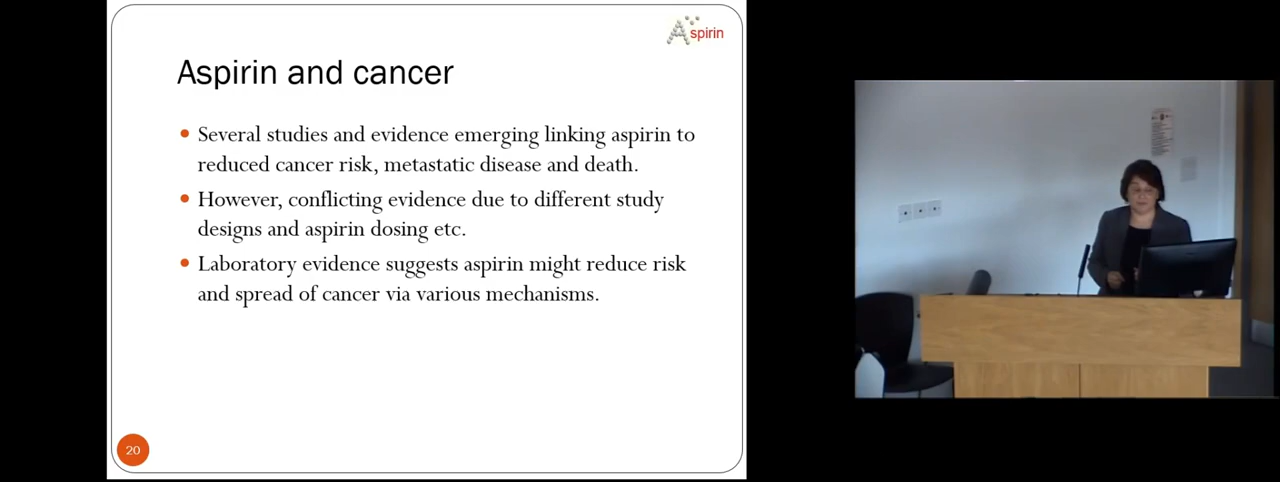 Aspirin
Aspirin and cancer
Several studies and evidence emerging linking aspirin to
reduced cancer risk, metastatic disease and death.
However, conflicting evidence due to different study
designs and aspirin dosing etc.
Laboratory evidence suggests aspirin might reduce risk
and spread of cancer via various mechanisms.
20